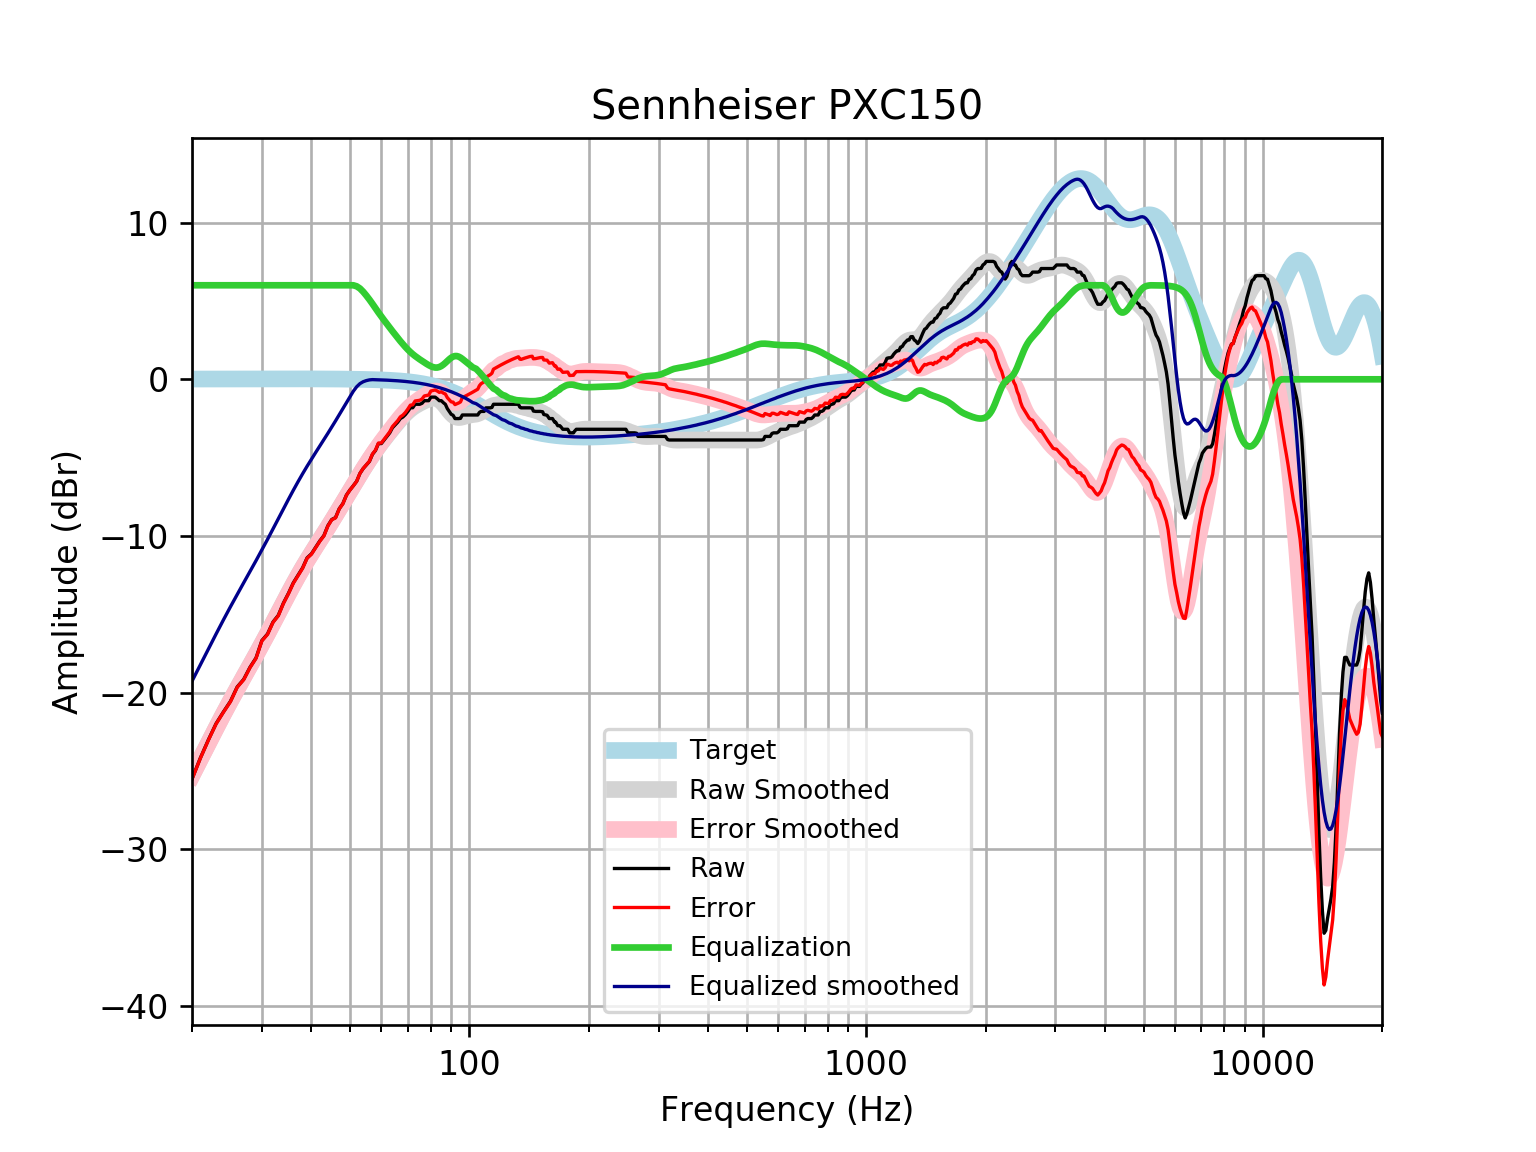 Sennheiser PXC150
10
0
−10
−20
−30
−40
Amplitude (dBr)
Target
Raw Smoothed
Error Smoothed
Raw
Error
Equalization
Equalized smoothed
100
1000
10000
Frequency (Hz)